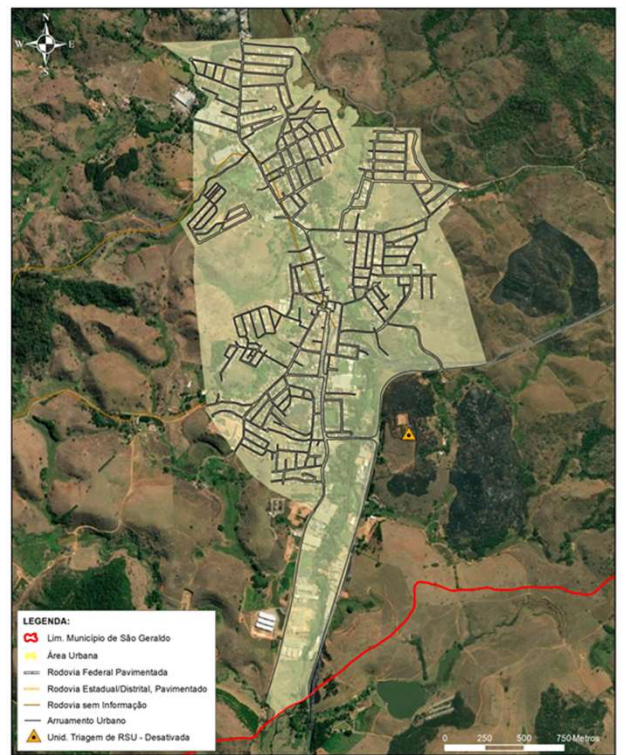 N
W E
S
LEGENDA:
Lim. Município de São Geraldo
Área Urbana
Rodovia Federal Pavimentada
Rodovia Estadual/Distrital, Pavimentado
Rodovia sem Informação
Arruamento Urbano
Unid. Triagem de RSU - Desativada
0 250 500 750 Metros